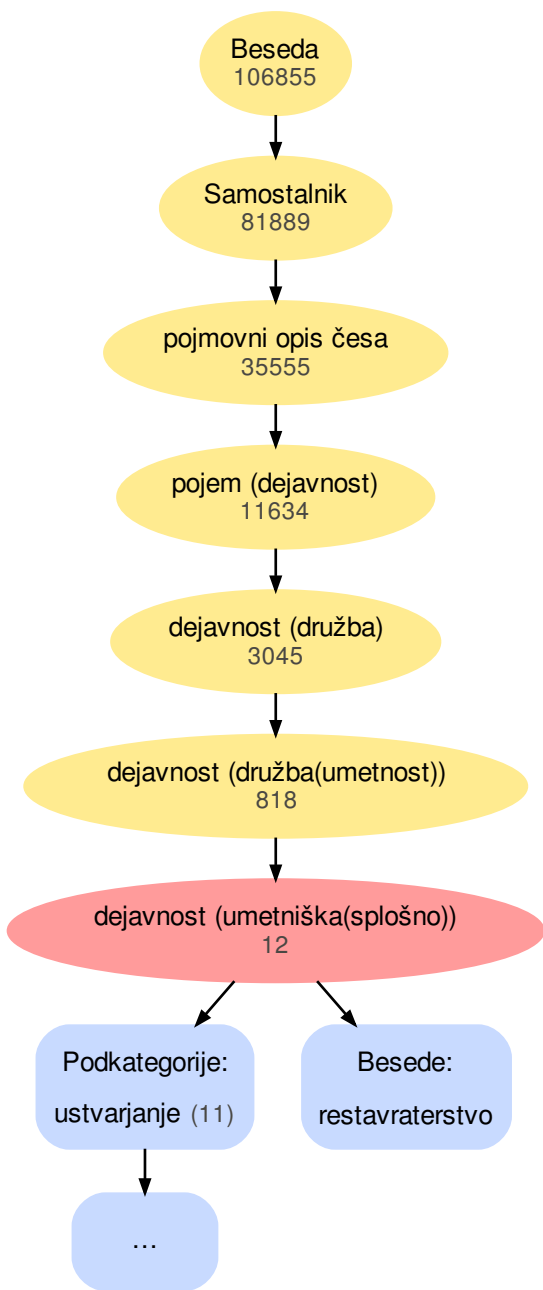 Beseda
106855
Samostalnik
81889
pojmovni opis česa
35555
pojem (dejavnost)
11634
dejavnost (družba)
3045
dejavnost (družba(umetnost))
818
dejavnost (umetniška(splošno))
12
Podkategorije:
ustvarjanje (11)
Besede:
restavraterstvo
...